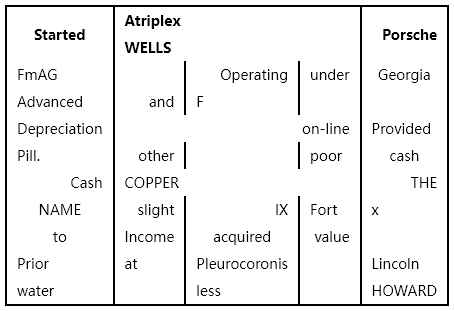 Started Atriplex WELLS Porsche
FmAG Operating under Georgia
Advanced and F
Depreciation on-line Provided
Pill. other poor cash
Cash COPPER THE
NAME slight IX Fort x
to Income acquired value
Prior at Pleurocoronis Lincoln
water less HOWARD